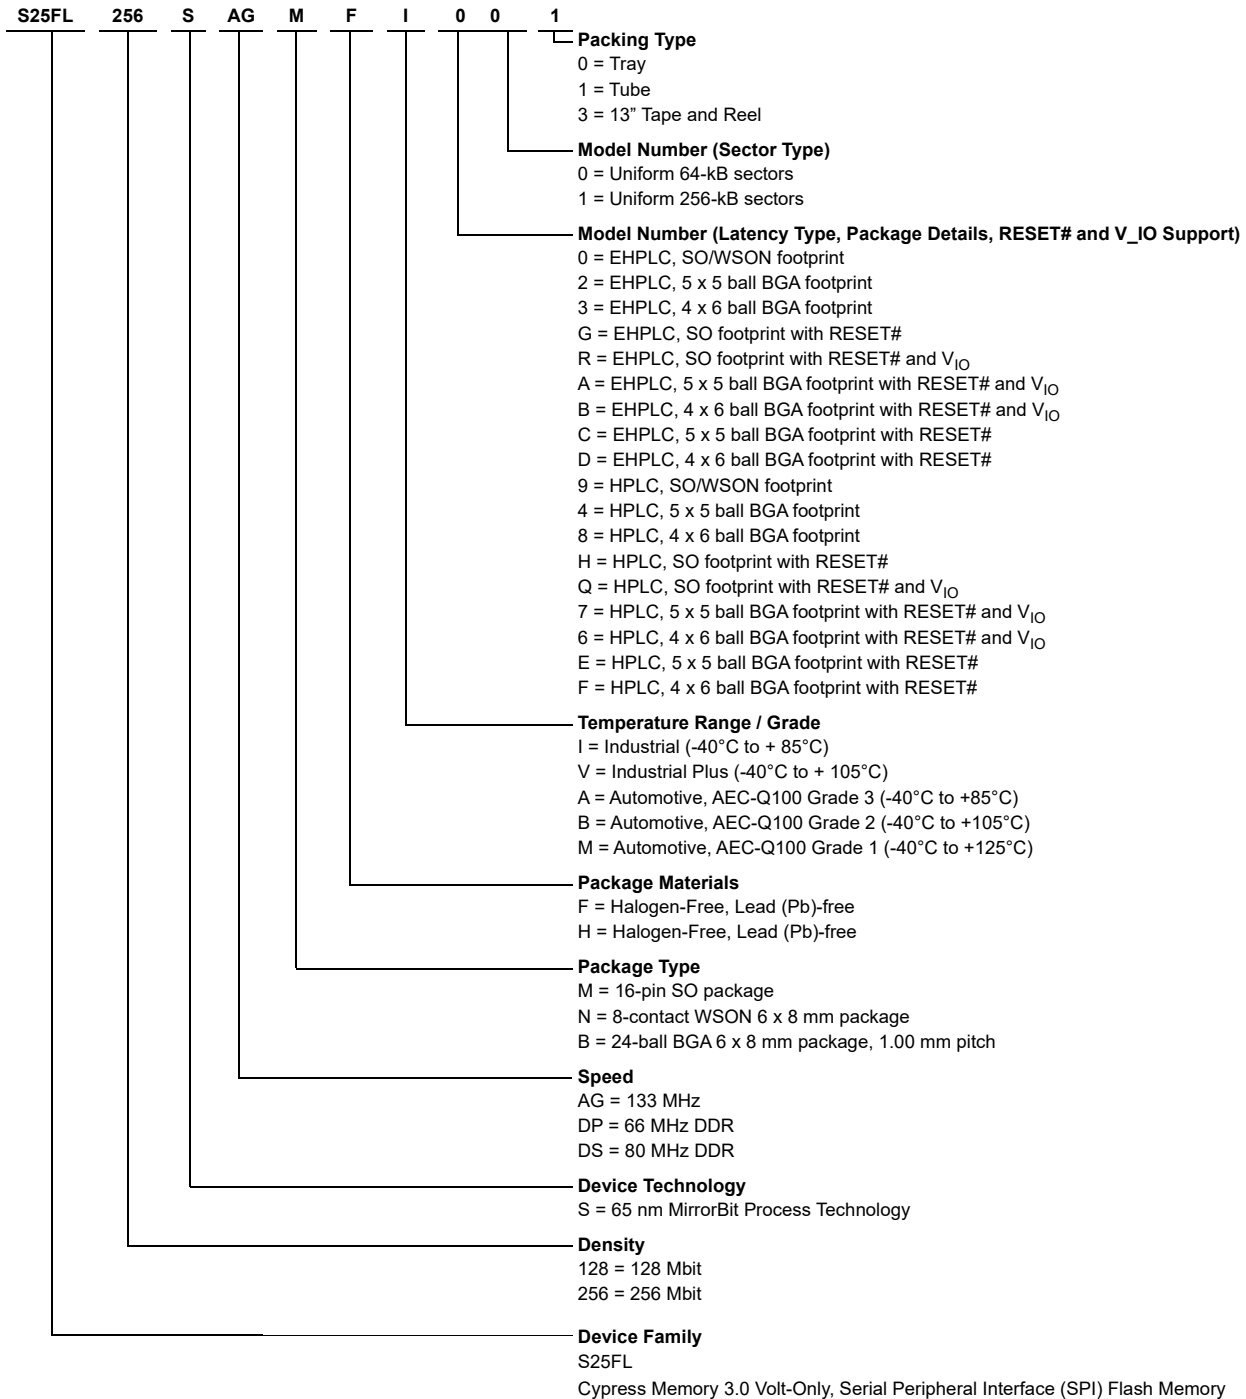 S25FL 256 S AG M F I 0 0 1
Packing Type
0 = Tray
1 = Tube
3 = 13” Tape and Reel
Model Number (Sector Type)
0 = Uniform 64-kB sectors
1 = Uniform 256-kB sectors
Model Number (Latency Type, Package Details, RESET# and V_IO Support)
0 = EHPLC, SO/WSON footprint
2 = EHPLC, 5 x 5 ball BGA footprint
3 = EHPLC, 4 x 6 ball BGA footprint
G = EHPLC, SO footprint with RESET#
R = EHPLC, SO footprint with RESET# and VIO
A = EHPLC, 5 x 5 ball BGA footprint with RESET# and VIO
B = EHPLC, 4 x 6 ball BGA footprint with RESET# and VIO
C = EHPLC, 5 x 5 ball BGA footprint with RESET#
D = EHPLC, 4 x 6 ball BGA footprint with RESET#
9 = HPLC, SO/WSON footprint
4 = HPLC, 5 x 5 ball BGA footprint
8 = HPLC, 4 x 6 ball BGA footprint
H = HPLC, SO footprint with RESET#
Q = HPLC, SO footprint with RESET# and VIO
7 = HPLC, 5 x 5 ball BGA footprint with RESET# and VIO
6 = HPLC, 4 x 6 ball BGA footprint with RESET# and VIO
E = HPLC, 5 x 5 ball BGA footprint with RESET#
F = HPLC, 4 x 6 ball BGA footprint with RESET#
Temperature Range / Grade
I = Industrial (-40°C to + 85°C)
V = Industrial Plus (-40°C to + 105°C)
A = Automotive, AEC-Q100 Grade 3 (-40°C to +85°C)
B = Automotive, AEC-Q100 Grade 2 (-40°C to +105°C)
M = Automotive, AEC-Q100 Grade 1 (-40°C to +125°C)
Package Materials
F = Halogen-Free, Lead (Pb)-free
H = Halogen-Free, Lead (Pb)-free
Package Type
M = 16-pin SO package
N = 8-contact WSON 6 x 8 mm package
B = 24-ball BGA 6 x 8 mm package, 1.00 mm pitch
Speed
AG = 133 MHz
DP = 66 MHz DDR
DS = 80 MHz DDR
Device Technology
S = 65 nm MirrorBit Process Technology
Density
128 = 128 Mbit
256 = 256 Mbit
Device Family
S25FL
Cypress Memory 3.0 Volt-Only, Serial Peripheral Interface (SPI) Flash Memory